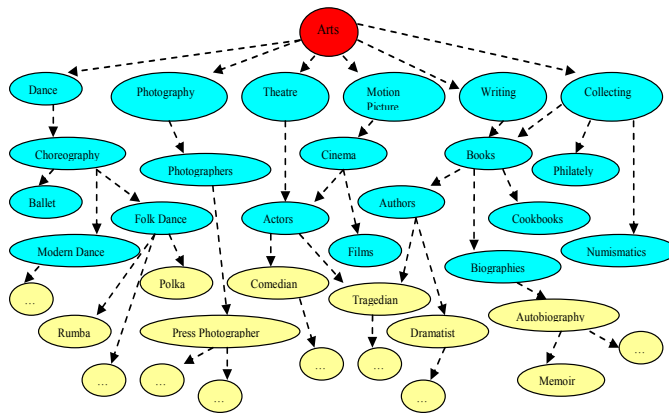 Arts
Dance
Photography
Theatre
Motion
Picture
Writing
Collecting
Choreography
Photographers
Cinema
Books
Philately
Ballet
Folk Dance
Actors
Authors
Cookbooks
Modern Dance
Films
Biographies
Numismatics
...
Polka
Comedian
Tragedian
Autobiography
Rumba
Press Photographer
Dramatist
...
...
...
...
...
Memoir
...
...